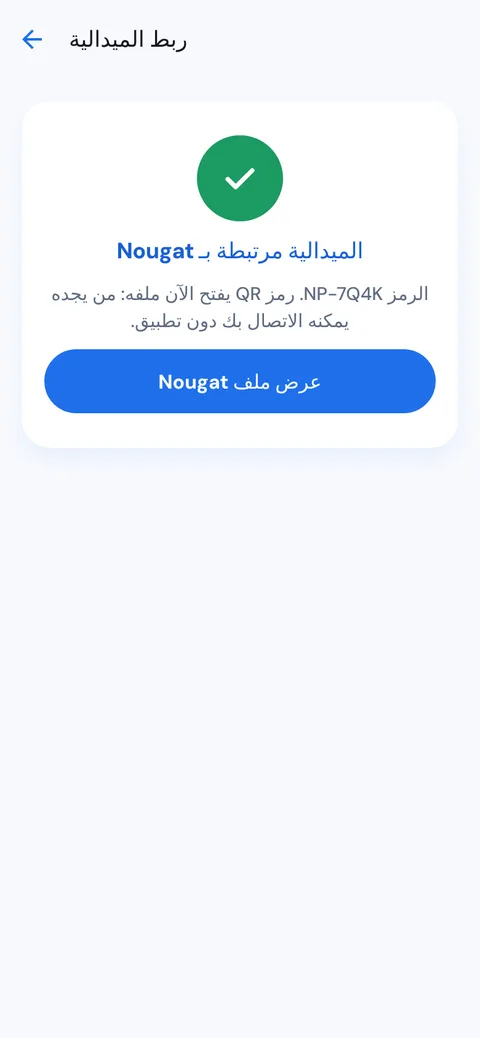 ربط الميدالية
الميدالية مرتبطة بـ Nougat
الرمز NP-7Q4K. رمز QR يفتح الآن ملفه: من يجده
يمكنه الاتصال بك دون تطبيق.
عرض ملف Nougat